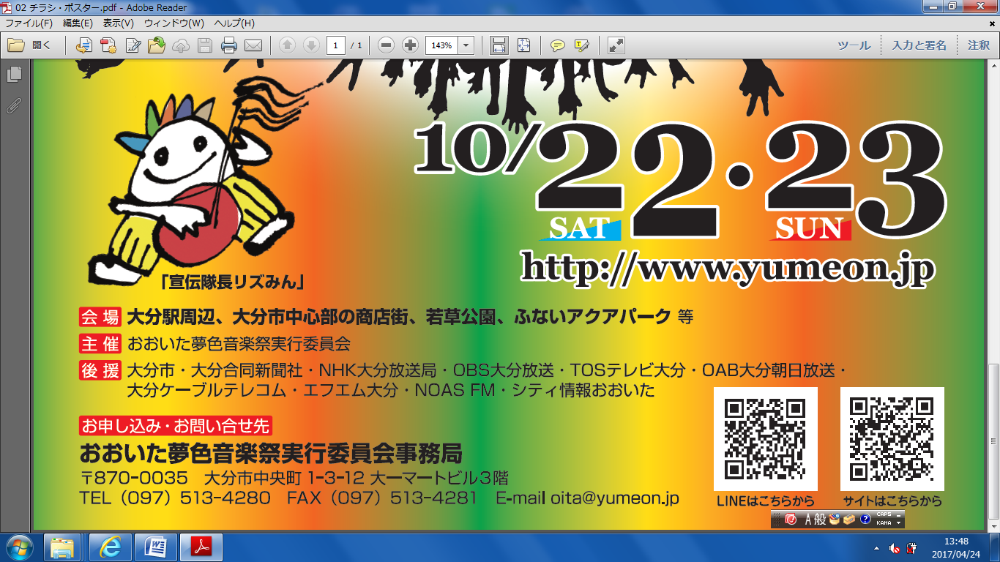 02 チラシ・ポスター.pdf - Adobe Reader
ファイル(F) 編集(E) 表示(V) ウィンドウ(W) ヘルプ(H)
開く 1 / 1 143% ツール 入力と署名 注釈
10/22・23
SAT SUN
http://www.yumeon.jp
「宣伝隊長リズみん」
会場 大分駅周辺、大分市中心部の商店街、若草公園、ふないアクアパーク 等
主催 おおいた夢色音楽祭実行委員会
後援 大分市・大分合同新聞社・NHK大分放送局・OBS大分放送・TOSテレビ大分・OAB大分朝日放送・
大分ケーブルテレコム・エフエム大分・NOAS FM・シティ情報おおいた
お申し込み・お問い合せ先
おおいた夢色音楽祭実行委員会事務局
〒870-0035 大分市中央町 1-3-12 大一マートビル3階
TEL（097）513-4280 FAX（097）513-4281 E-mail oita@yumeon.jp
LINEはこちらから サイトはこちらから
A 般 CAPS
KANA
13:48
2017/04/24